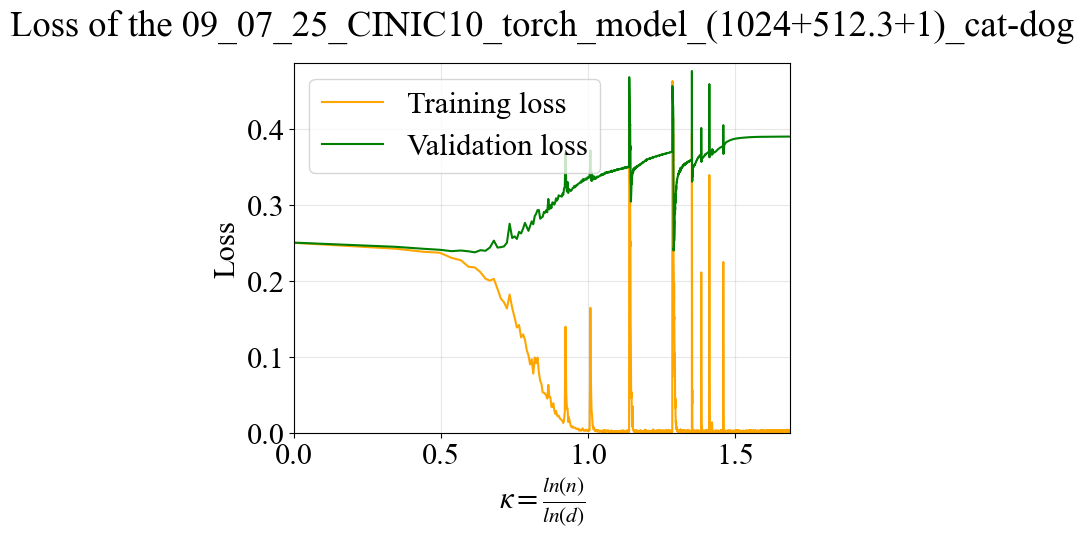 Loss of the 09_07_25_CINIC10_torch_model_(1024+512.3+1)_cat-dog
Training loss
Validation loss
0.4
0.3
0.2
0.1
0.0
Loss
0.0 0.5 1.0 1.5
κ = ln(n)/ln(d)